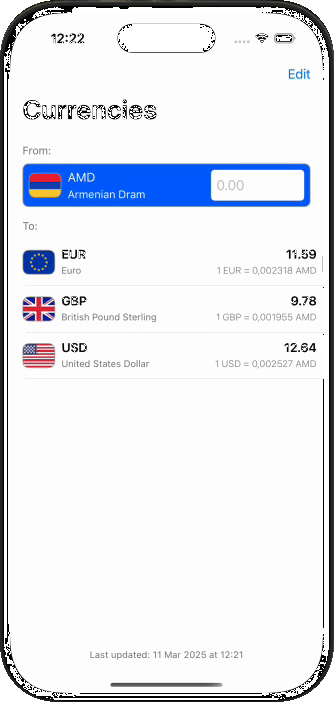 12:22
Edit
Currencies
From:
AMD
Armenian Dram
0.00
To:
EUR 11.59
Euro 1 EUR = 0,002318 AMD
GBP 9.78
British Pound Sterling 1 GBP = 0,001955 AMD
USD 12.64
United States Dollar 1 USD = 0,002527 AMD
Last updated: 11 Mar 2025 at 12:21